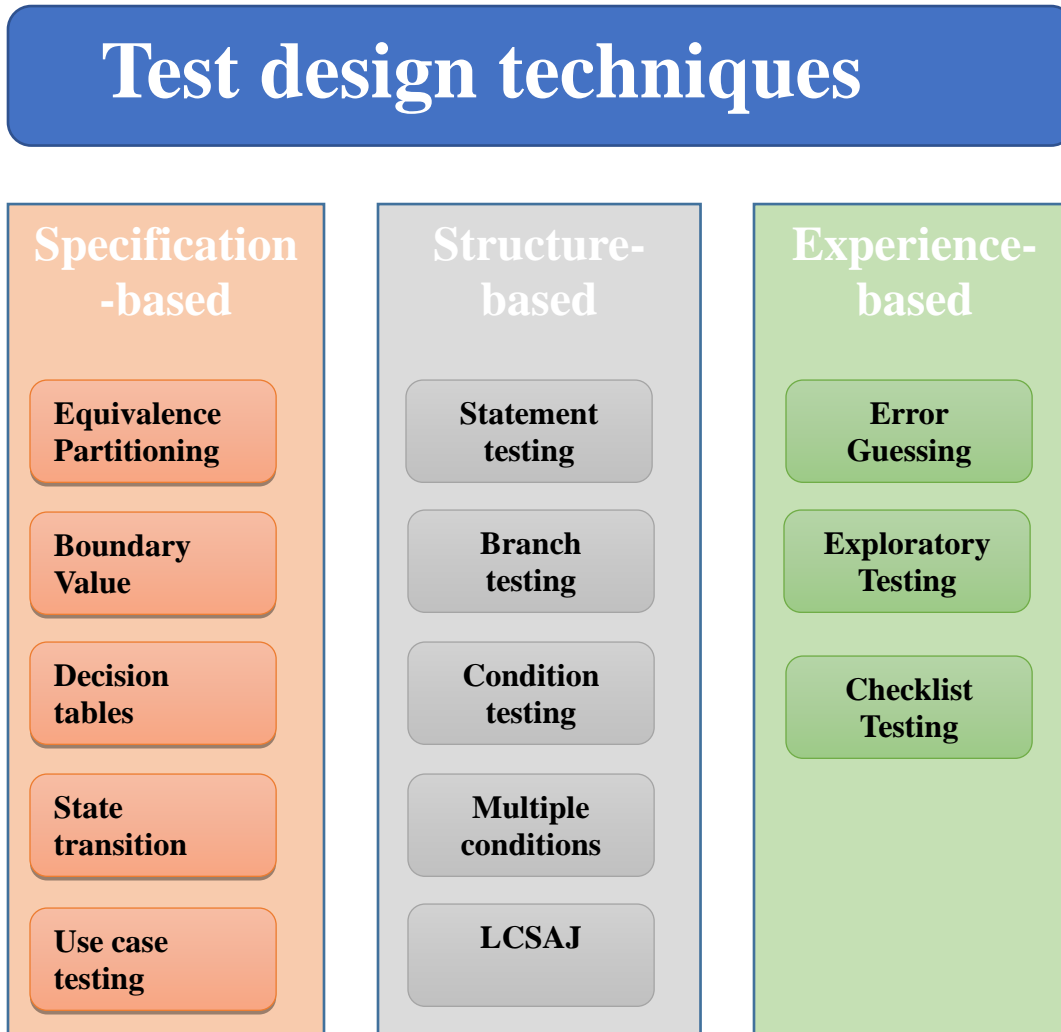 Test design techniques
Specification
-based
Equivalence
Partitioning
Boundary
Value
Decision
tables
State
transition
Use case
testing
Structure-
based
Statement
testing
Branch
testing
Condition
testing
Multiple
conditions
LCSAJ
Experience-
based
Error
Guessing
Exploratory
Testing
Checklist
Testing